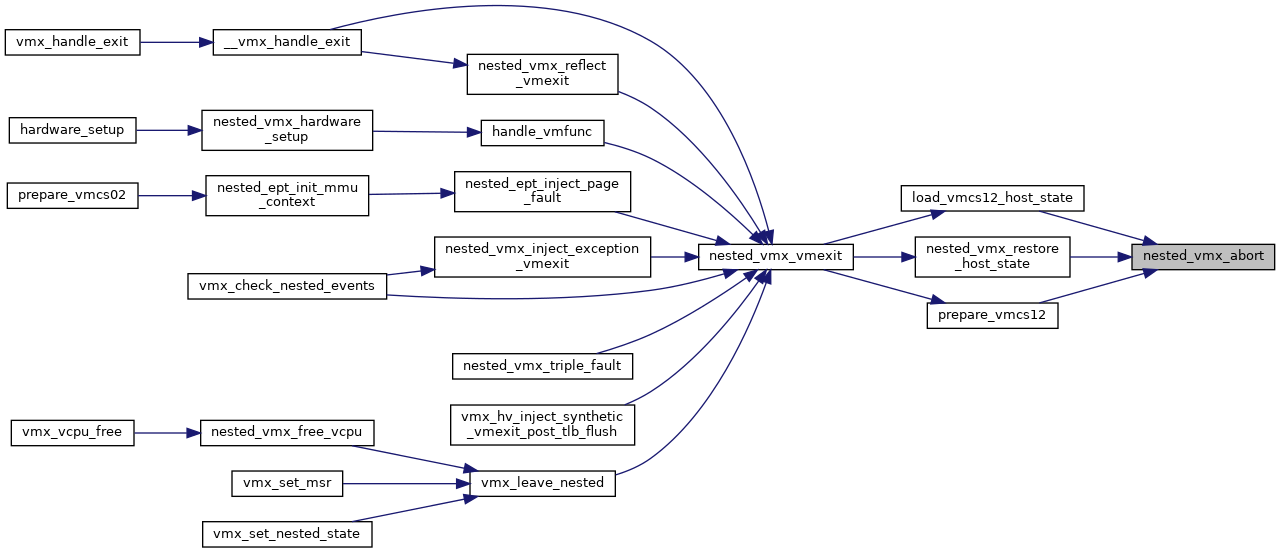 vmx_handle_exit
__vmx_handle_exit
nested_vmx_reflect
_vmexit
hardware_setup
nested_vmx_hardware
_setup
handle_vmfunc
prepare_vmcs02
nested_ept_init_mmu
_context
nested_ept_inject_page
_fault
load_vmcs12_host_state
nested_vmx_inject_exception
_vmexit
nested_vmx_vmexit
nested_vmx_restore
_host_state
nested_vmx_abort
vmx_check_nested_events
prepare_vmcs12
nested_vmx_triple_fault
vmx_hv_inject_synthetic
_vmexit_post_tlb_flush
vmx_vcpu_free
nested_vmx_free_vcpu
vmx_set_msr
vmx_leave_nested
vmx_set_nested_state